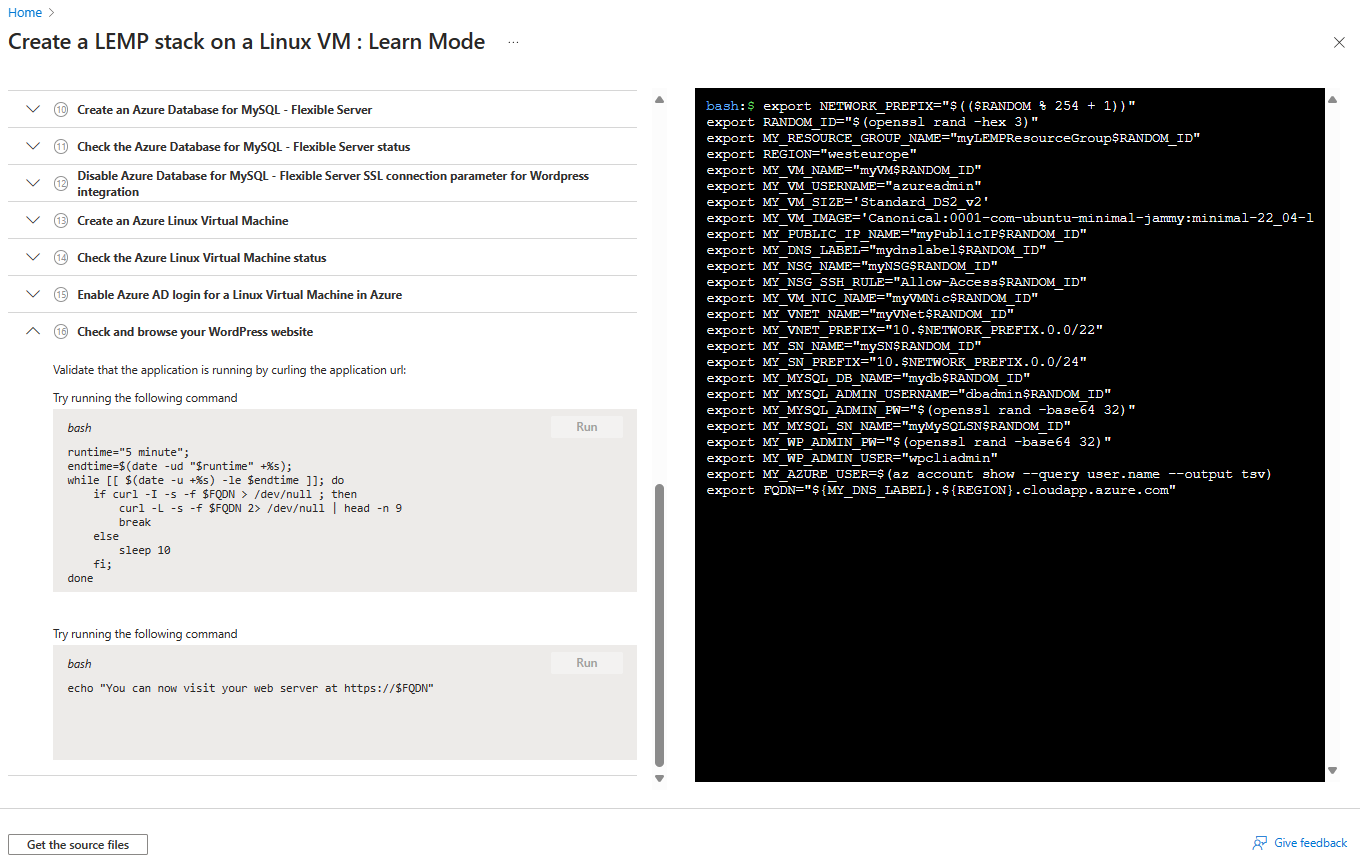 Home >
Create a LEMP stack on a Linux VM : Learn Mode ...
10 Create an Azure Database for MySQL - Flexible Server
11 Check the Azure Database for MySQL - Flexible Server status
12 Disable Azure Database for MySQL - Flexible Server SSL connection parameter for Wordpress
integration
13 Create an Azure Linux Virtual Machine
14 Check the Azure Linux Virtual Machine status
15 Enable Azure AD login for a Linux Virtual Machine in Azure
16 Check and browse your WordPress website
Validate that the application is running by curling the application url:
Try running the following command
bash
Run
runtime="5 minute";
endtime=$(date -ud "$runtime" +%s);
while [[ $(date -u +%s) -le $endtime ]]; do
    if curl -I -s -f $FQDN > /dev/null ; then
        curl -L -s -f $FQDN 2> /dev/null | head -n 9
        break
    else
        sleep 10
    fi;
done
Try running the following command
bash
Run
echo "You can now visit your web server at https://$FQDN"
bash:$ export NETWORK_PREFIX="$(($RANDOM % 254 + 1))"
export RANDOM_ID="$(openssl rand -hex 3)"
export MY_RESOURCE_GROUP_NAME="myLEMPResourceGroup$RANDOM_ID"
export REGION="westeurope"
export MY_VM_NAME="myVM$RANDOM_ID"
export MY_VM_USERNAME="azureadmin"
export MY_VM_SIZE='Standard_DS2_v2'
export MY_VM_IMAGE='Canonical:0001-com-ubuntu-minimal-jammy:minimal-22_04-l
export MY_PUBLIC_IP_NAME="myPublicIP$RANDOM_ID"
export MY_DNS_LABEL="mydnslabel$RANDOM_ID"
export MY_NSG_NAME="myNSG$RANDOM_ID"
export MY_NSG_SSH_RULE="Allow-Access$RANDOM_ID"
export MY_VM_NIC_NAME="myVMNic$RANDOM_ID"
export MY_VNET_NAME="myVNet$RANDOM_ID"
export MY_VNET_PREFIX="10.$NETWORK_PREFIX.0.0/22"
export MY_SN_NAME="mySN$RANDOM_ID"
export MY_SN_PREFIX="10.$NETWORK_PREFIX.0.0/24"
export MY_MYSQL_DB_NAME="mydb$RANDOM_ID"
export MY_MYSQL_ADMIN_USERNAME="dbadmin$RANDOM_ID"
export MY_MYSQL_ADMIN_PW="$(openssl rand -base64 32)"
export MY_MYSQL_SN_NAME="myMySQLSN$RANDOM_ID"
export MY_WP_ADMIN_PW="$(openssl rand -base64 32)"
export MY_WP_ADMIN_USER="wpcliadmin"
export MY_AZURE_USER=$(az account show --query user.name --output tsv)
export FQDN="${MY_DNS_LABEL}.${REGION}.cloudapp.azure.com"
Get the source files
Give feedback